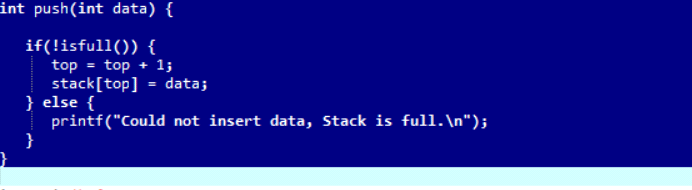 int push(int data) {
if(!isfull()) {
top = top + 1;
stack[top] = data;
} else {
printf("Could not insert data, Stack is full.\n");
}
}